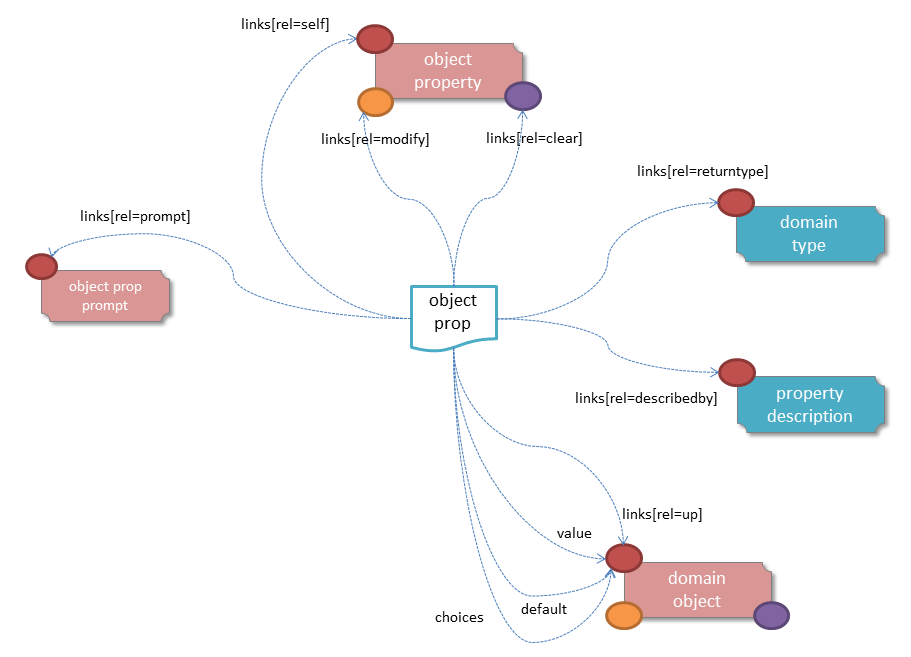 links[rel=self]
object
property
links[rel=modify]
links[rel=clear]
links[rel=returntype]
domain
type
links[rel=prompt]
object prop
prompt
object
prop
links[rel=describedby]
property
description
links[rel=up]
value
domain
object
default
choices